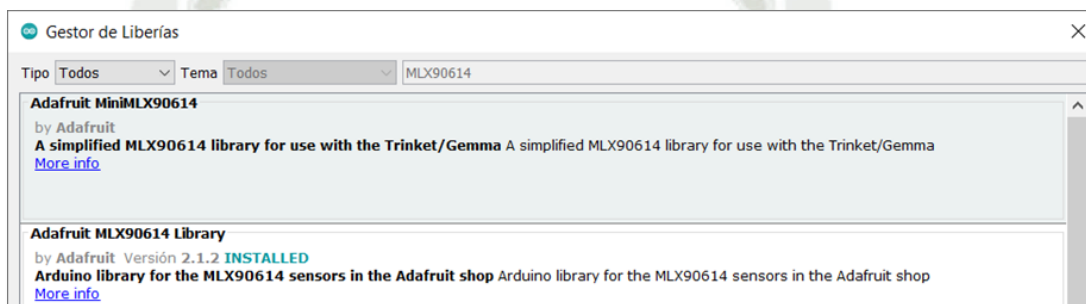 Gestor de Liberías
Tipo Todos Tema Todos MLX90614
Adafruit MiniMLX90614
by Adafruit
A simplified MLX90614 library for use with the Trinket/Gemma A simplified MLX90614 library for use with the Trinket/Gemma
More info
Adafruit MLX90614 Library
by Adafruit Versión 2.1.2 INSTALLED
Arduino library for the MLX90614 sensors in the Adafruit shop Arduino library for the MLX90614 sensors in the Adafruit shop
More info